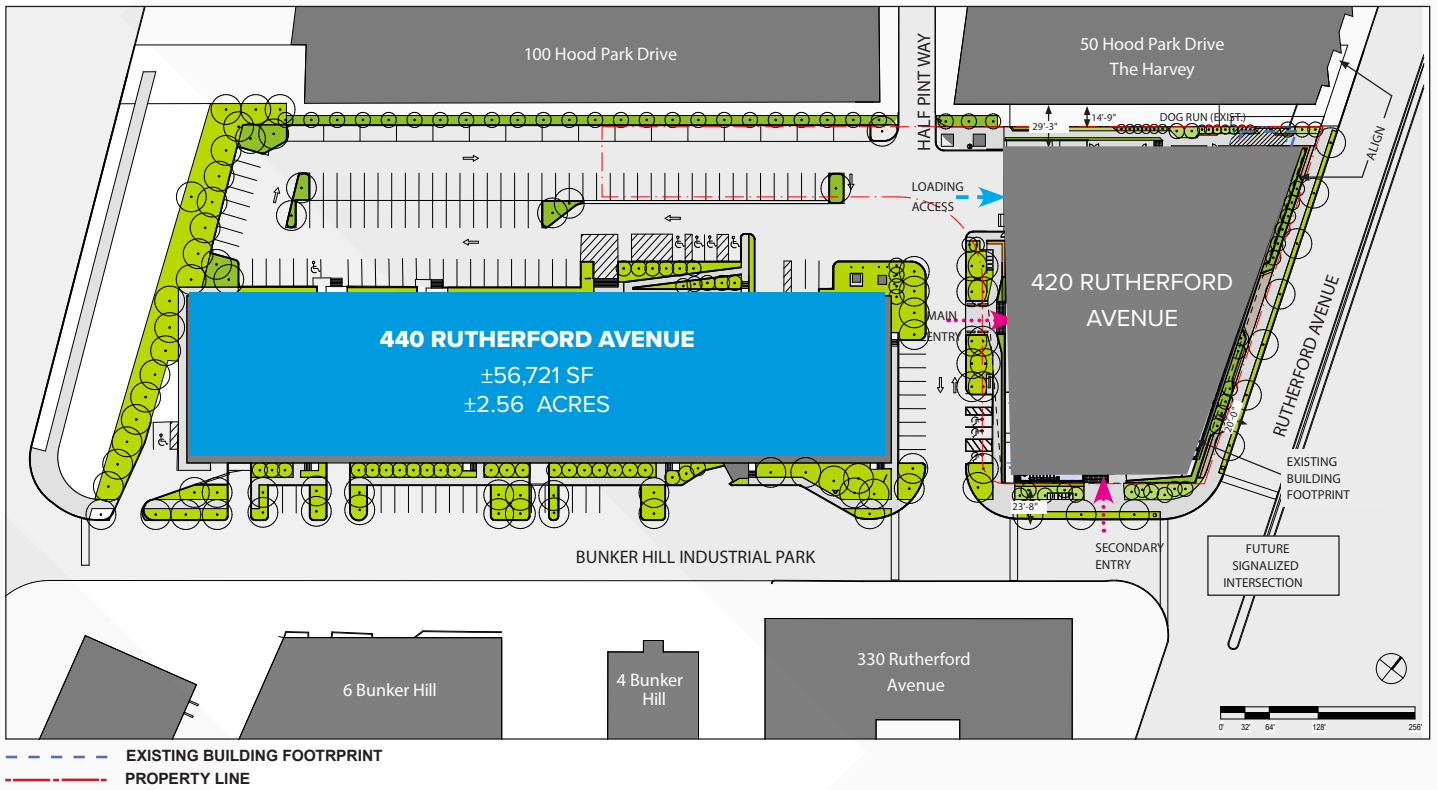 100 Hood Park Drive
HALF PINT WAY
50 Hood Park Drive
The Harvey
29'-3"
14'-9"
DOG RUN (EXIST.)
ALIGN
LOADING
ACCESS
420 RUTHERFORD
AVENUE
MAIN
ENTRY
440 RUTHERFORD AVENUE
±56,721 SF
±2.56 ACRES
RUTHERFORD AVENUE
20'-0"
EXISTING
BUILDING
FOOTPRINT
23'-8"
SECONDARY
ENTRY
FUTURE
SIGNALIZED
INTERSECTION
BUNKER HILL INDUSTRIAL PARK
6 Bunker Hill
4 Bunker
Hill
330 Rutherford
Avenue
0' 32' 64' 128' 256'
EXISTING BUILDING FOOTRPRINT
PROPERTY LINE